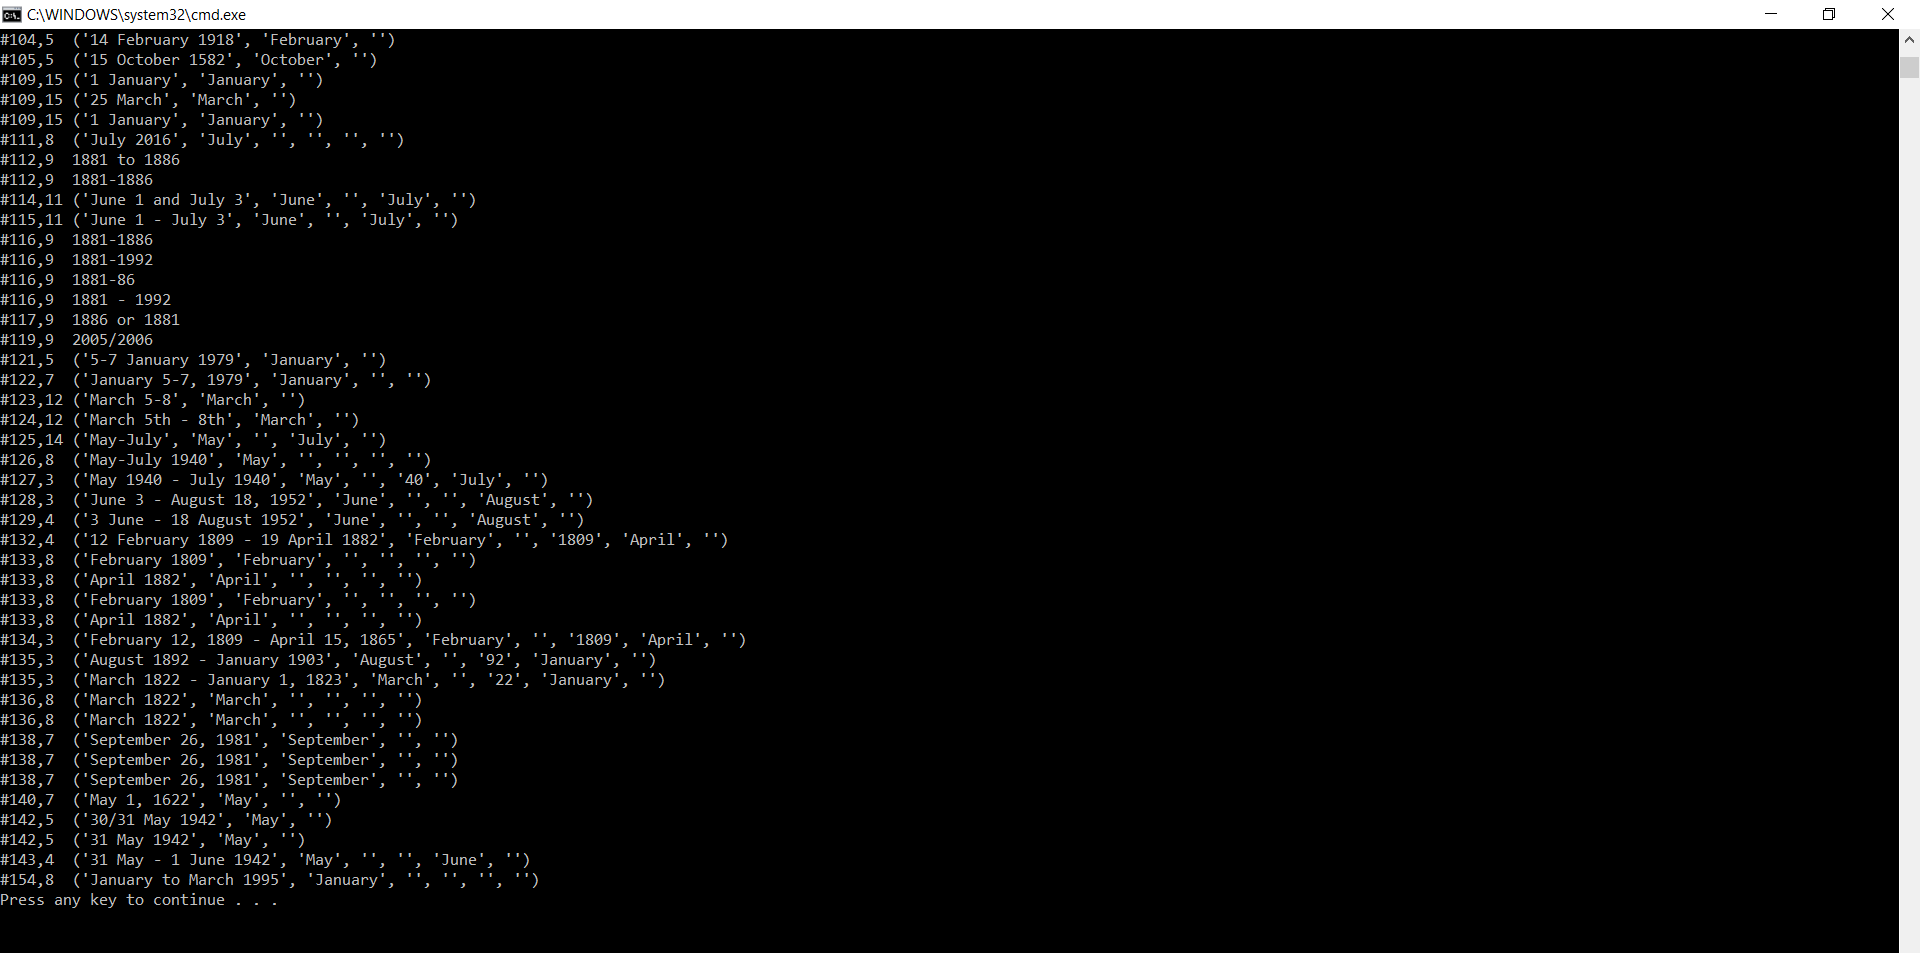 C:\WINDOWS\system32\cmd.exe
#104,5  ('14 February 1918', 'February', '')
#105,5  ('15 October 1582', 'October', '')
#109,15 ('1 January', 'January', '')
#109,15 ('25 March', 'March', '')
#109,15 ('1 January', 'January', '')
#111,8  ('July 2016', 'July', '', '', '', '')
#112,9  1881 to 1886
#112,9  1881-1886
#114,11 ('June 1 and July 3', 'June', '', 'July', '')
#115,11 ('June 1 - July 3', 'June', '', 'July', '')
#116,9  1881-1886
#116,9  1881-1992
#116,9  1881-86
#116,9  1881 - 1992
#117,9  1886 or 1881
#119,9  2005/2006
#121,5  ('5-7 January 1979', 'January', '')
#122,7  ('January 5-7, 1979', 'January', '', '')
#123,12 ('March 5-8', 'March', '')
#124,12 ('March 5th - 8th', 'March', '')
#125,14 ('May-July', 'May', '', 'July', '')
#126,8  ('May-July 1940', 'May', '', '', '', '')
#127,3  ('May 1940 - July 1940', 'May', '', '40', 'July', '')
#128,3  ('June 3 - August 18, 1952', 'June', '', '', 'August', '')
#129,4  ('3 June - 18 August 1952', 'June', '', '', 'August', '')
#132,4  ('12 February 1809 - 19 April 1882', 'February', '', '1809', 'April', '')
#133,8  ('February 1809', 'February', '', '', '', '')
#133,8  ('April 1882', 'April', '', '', '', '')
#133,8  ('February 1809', 'February', '', '', '', '')
#133,8  ('April 1882', 'April', '', '', '', '')
#134,3  ('February 12, 1809 - April 15, 1865', 'February', '', '1809', 'April', '')
#135,3  ('August 1892 - January 1903', 'August', '', '92', 'January', '')
#135,3  ('March 1822 - January 1, 1823', 'March', '', '22', 'January', '')
#136,8  ('March 1822', 'March', '', '', '', '')
#136,8  ('March 1822', 'March', '', '', '', '')
#138,7  ('September 26, 1981', 'September', '', '')
#138,7  ('September 26, 1981', 'September', '', '')
#138,7  ('September 26, 1981', 'September', '', '')
#140,7  ('May 1, 1622', 'May', '', '')
#142,5  ('30/31 May 1942', 'May', '')
#142,5  ('31 May 1942', 'May', '')
#143,4  ('31 May - 1 June 1942', 'May', '', '', 'June', '')
#154,8  ('January to March 1995', 'January', '', '', '', '')
Press any key to continue . . .